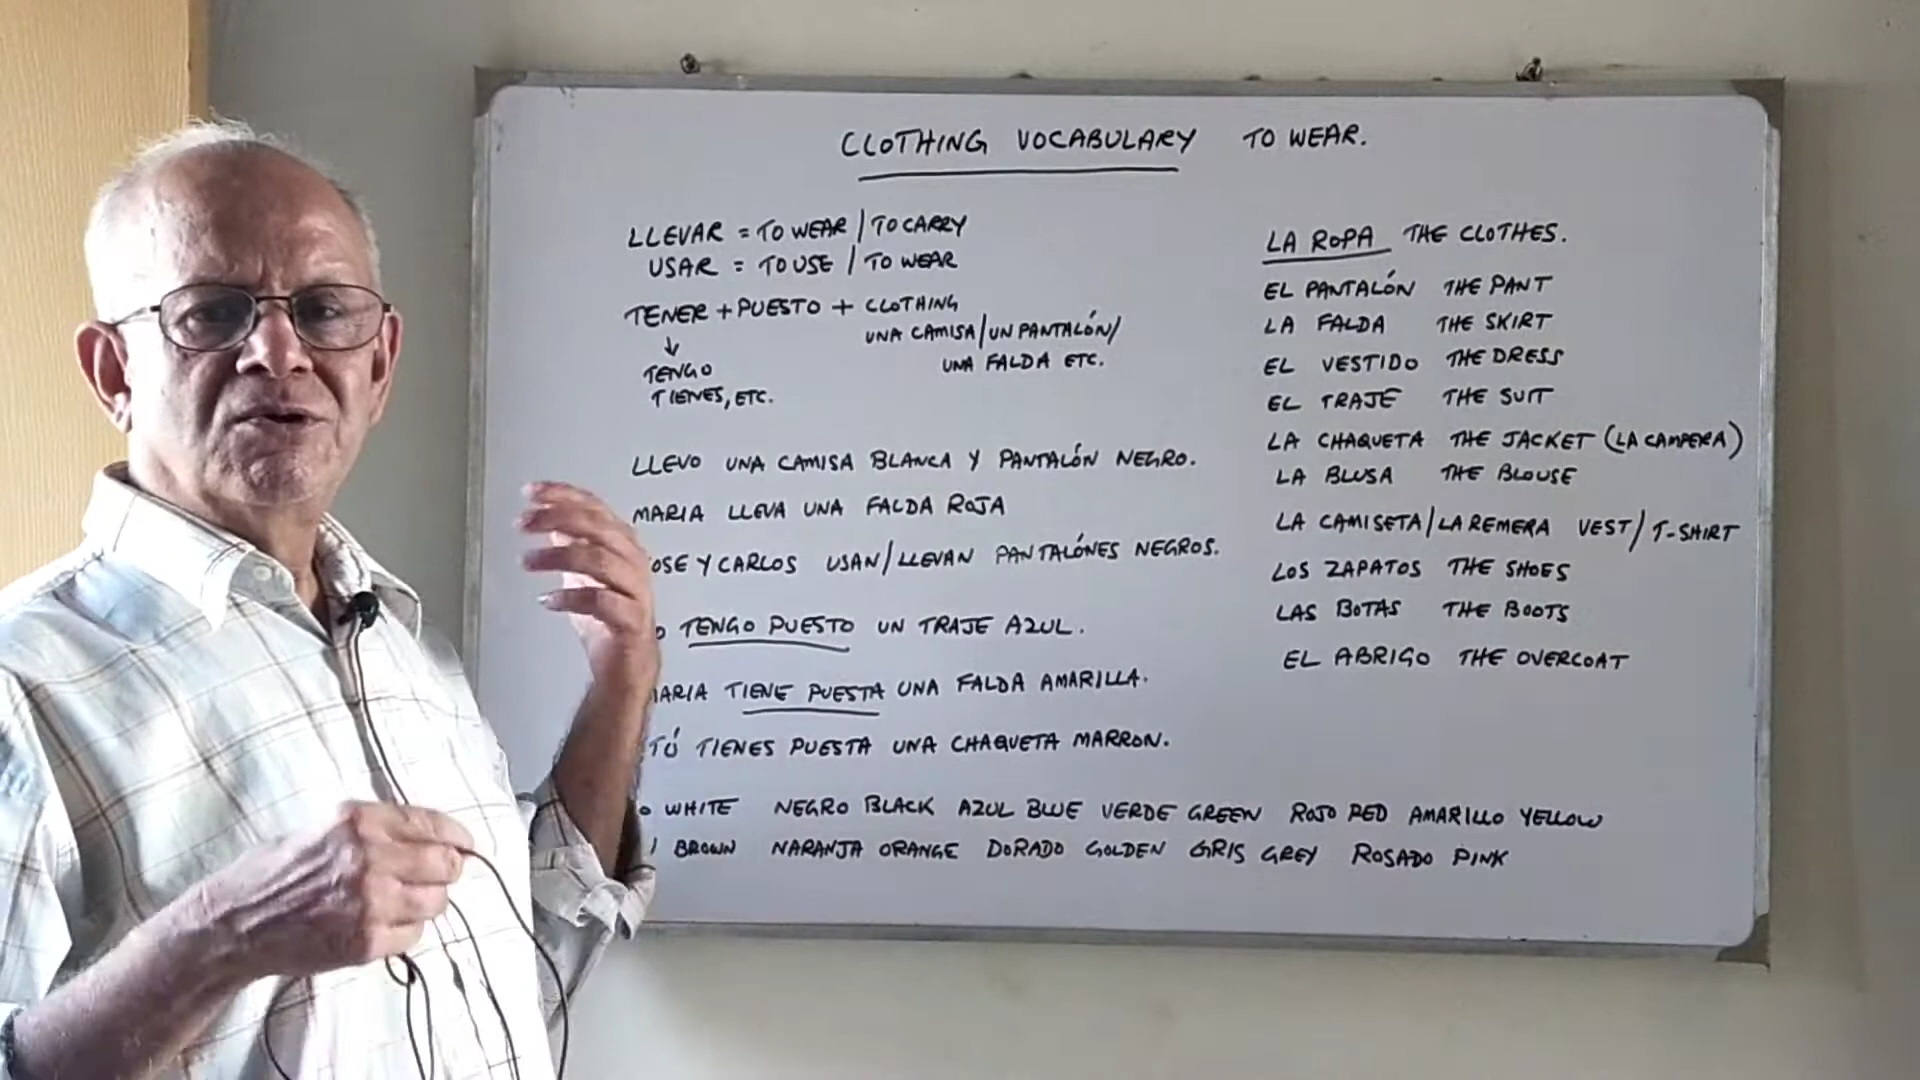 CLOTHING VOCABULARY TO WEAR.
LLEVAR = TO WEAR / TO CARRY
USAR = TO USE / TO WEAR
TENER + PUESTO + CLOTHING
UNA CAMISA / UN PANTALÓN /
UNA FALDA ETC.
↓
TENGO
TIENES, ETC.
LLEVO UNA CAMISA BLANCA Y PANTALÓN NEGRO.
MARIA LLEVA UNA FALDA ROJA
OSE Y CARLOS USAN / LLEVAN PANTALÓNES NEGROS.
O TENGO PUESTO UN TRAJE AZUL.
MARIA TIENE PUESTA UNA FALDA AMARILLA.
TÚ TIENES PUESTA UNA CHAQUETA MARRON.
LA ROPA THE CLOTHES.
EL PANTALÓN THE PANT
LA FALDA THE SKIRT
EL VESTIDO THE DRESS
EL TRAJE THE SUIT
LA CHAQUETA THE JACKET (LA CAMPERA)
LA BLUSA THE BLOUSE
LA CAMISETA / LA REMERA VEST / T-SHIRT
LOS ZAPATOS THE SHOES
LAS BOTAS THE BOOTS
EL ABRIGO THE OVERCOAT
O WHITE NEGRO BLACK AZUL BLUE VERDE GREEN ROJO RED AMARILLO YELLOW
BROWN NARANJA ORANGE DORADO GOLDEN GRIS GREY ROSADO PINK